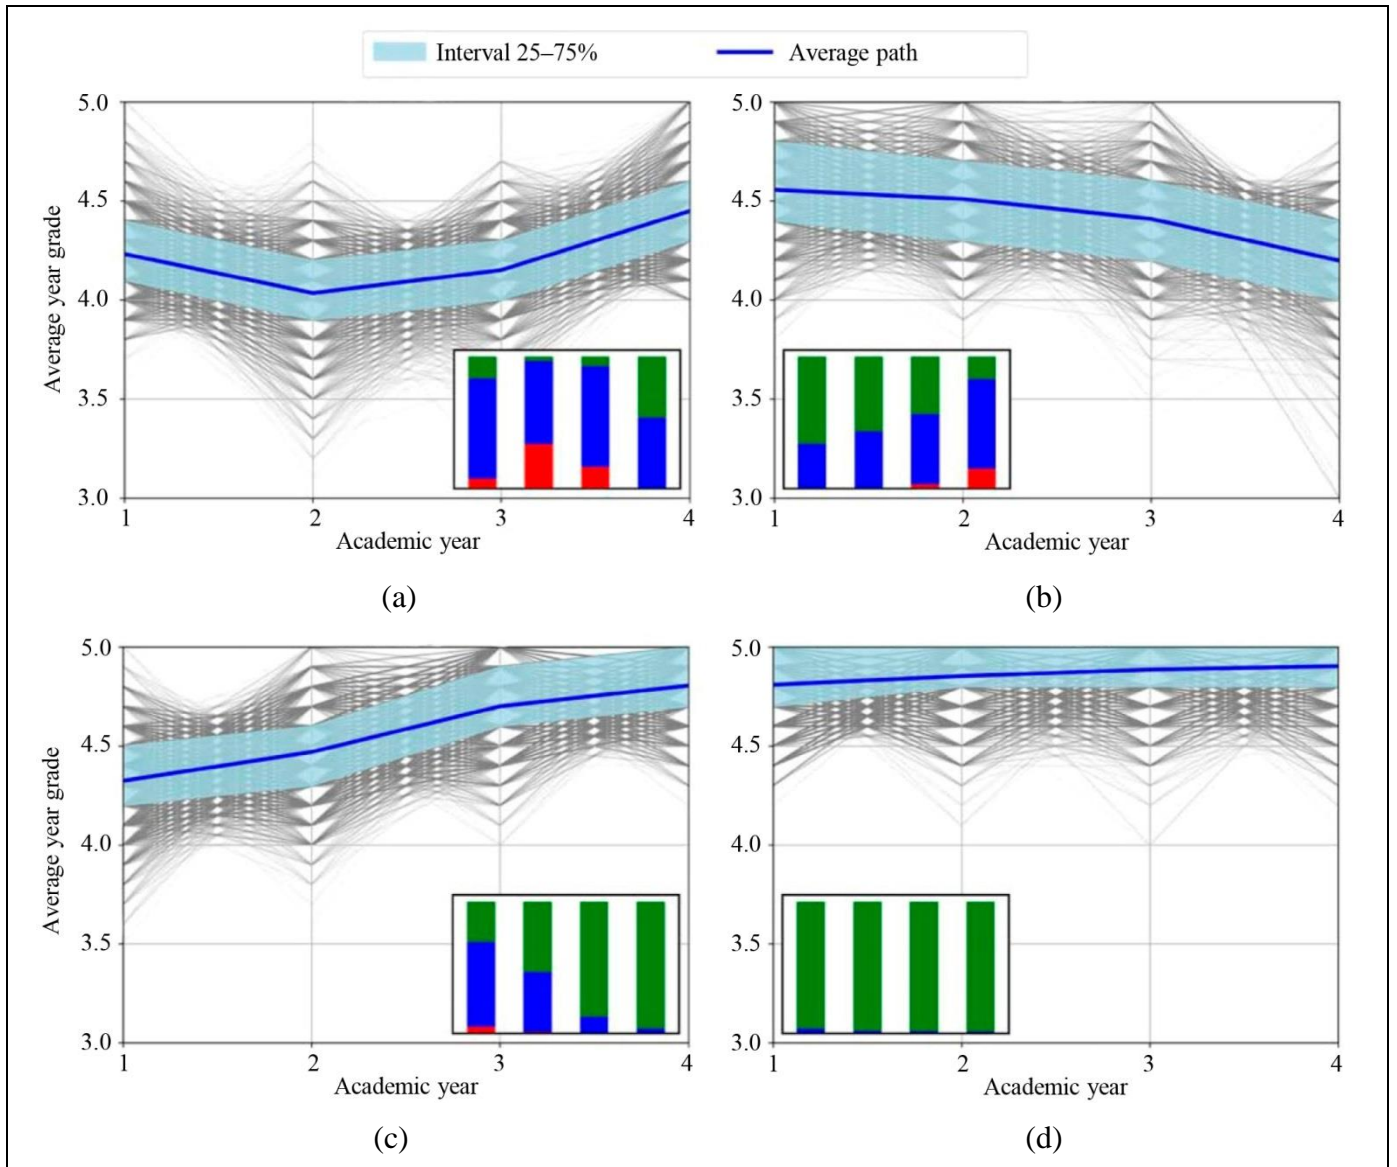 Interval 25–75% Average path
5.0 5.0
4.5 4.5
4.0 4.0
3.5 3.5
3.0 3.0
Average year grade
1 2 3 4 1 2 3 4
Academic year Academic year
(a) (b)
5.0 5.0
4.5 4.5
4.0 4.0
3.5 3.5
3.0 3.0
Average year grade
1 2 3 4 1 2 3 4
Academic year Academic year
(c) (d)